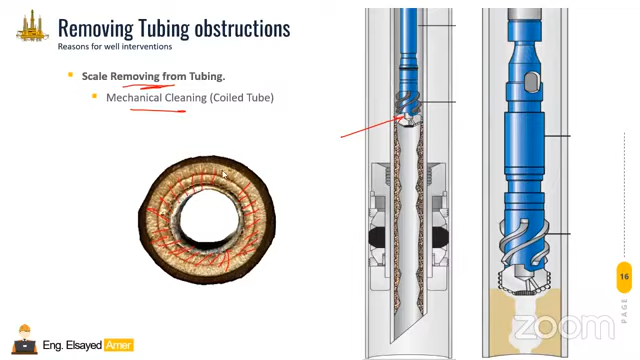 Removing Tubing obstructions
Reasons for well interventions
Scale Removing from Tubing.
Mechanical Cleaning (Coiled Tube)
16
PAGE
Eng. Elsayed Amer
zoom